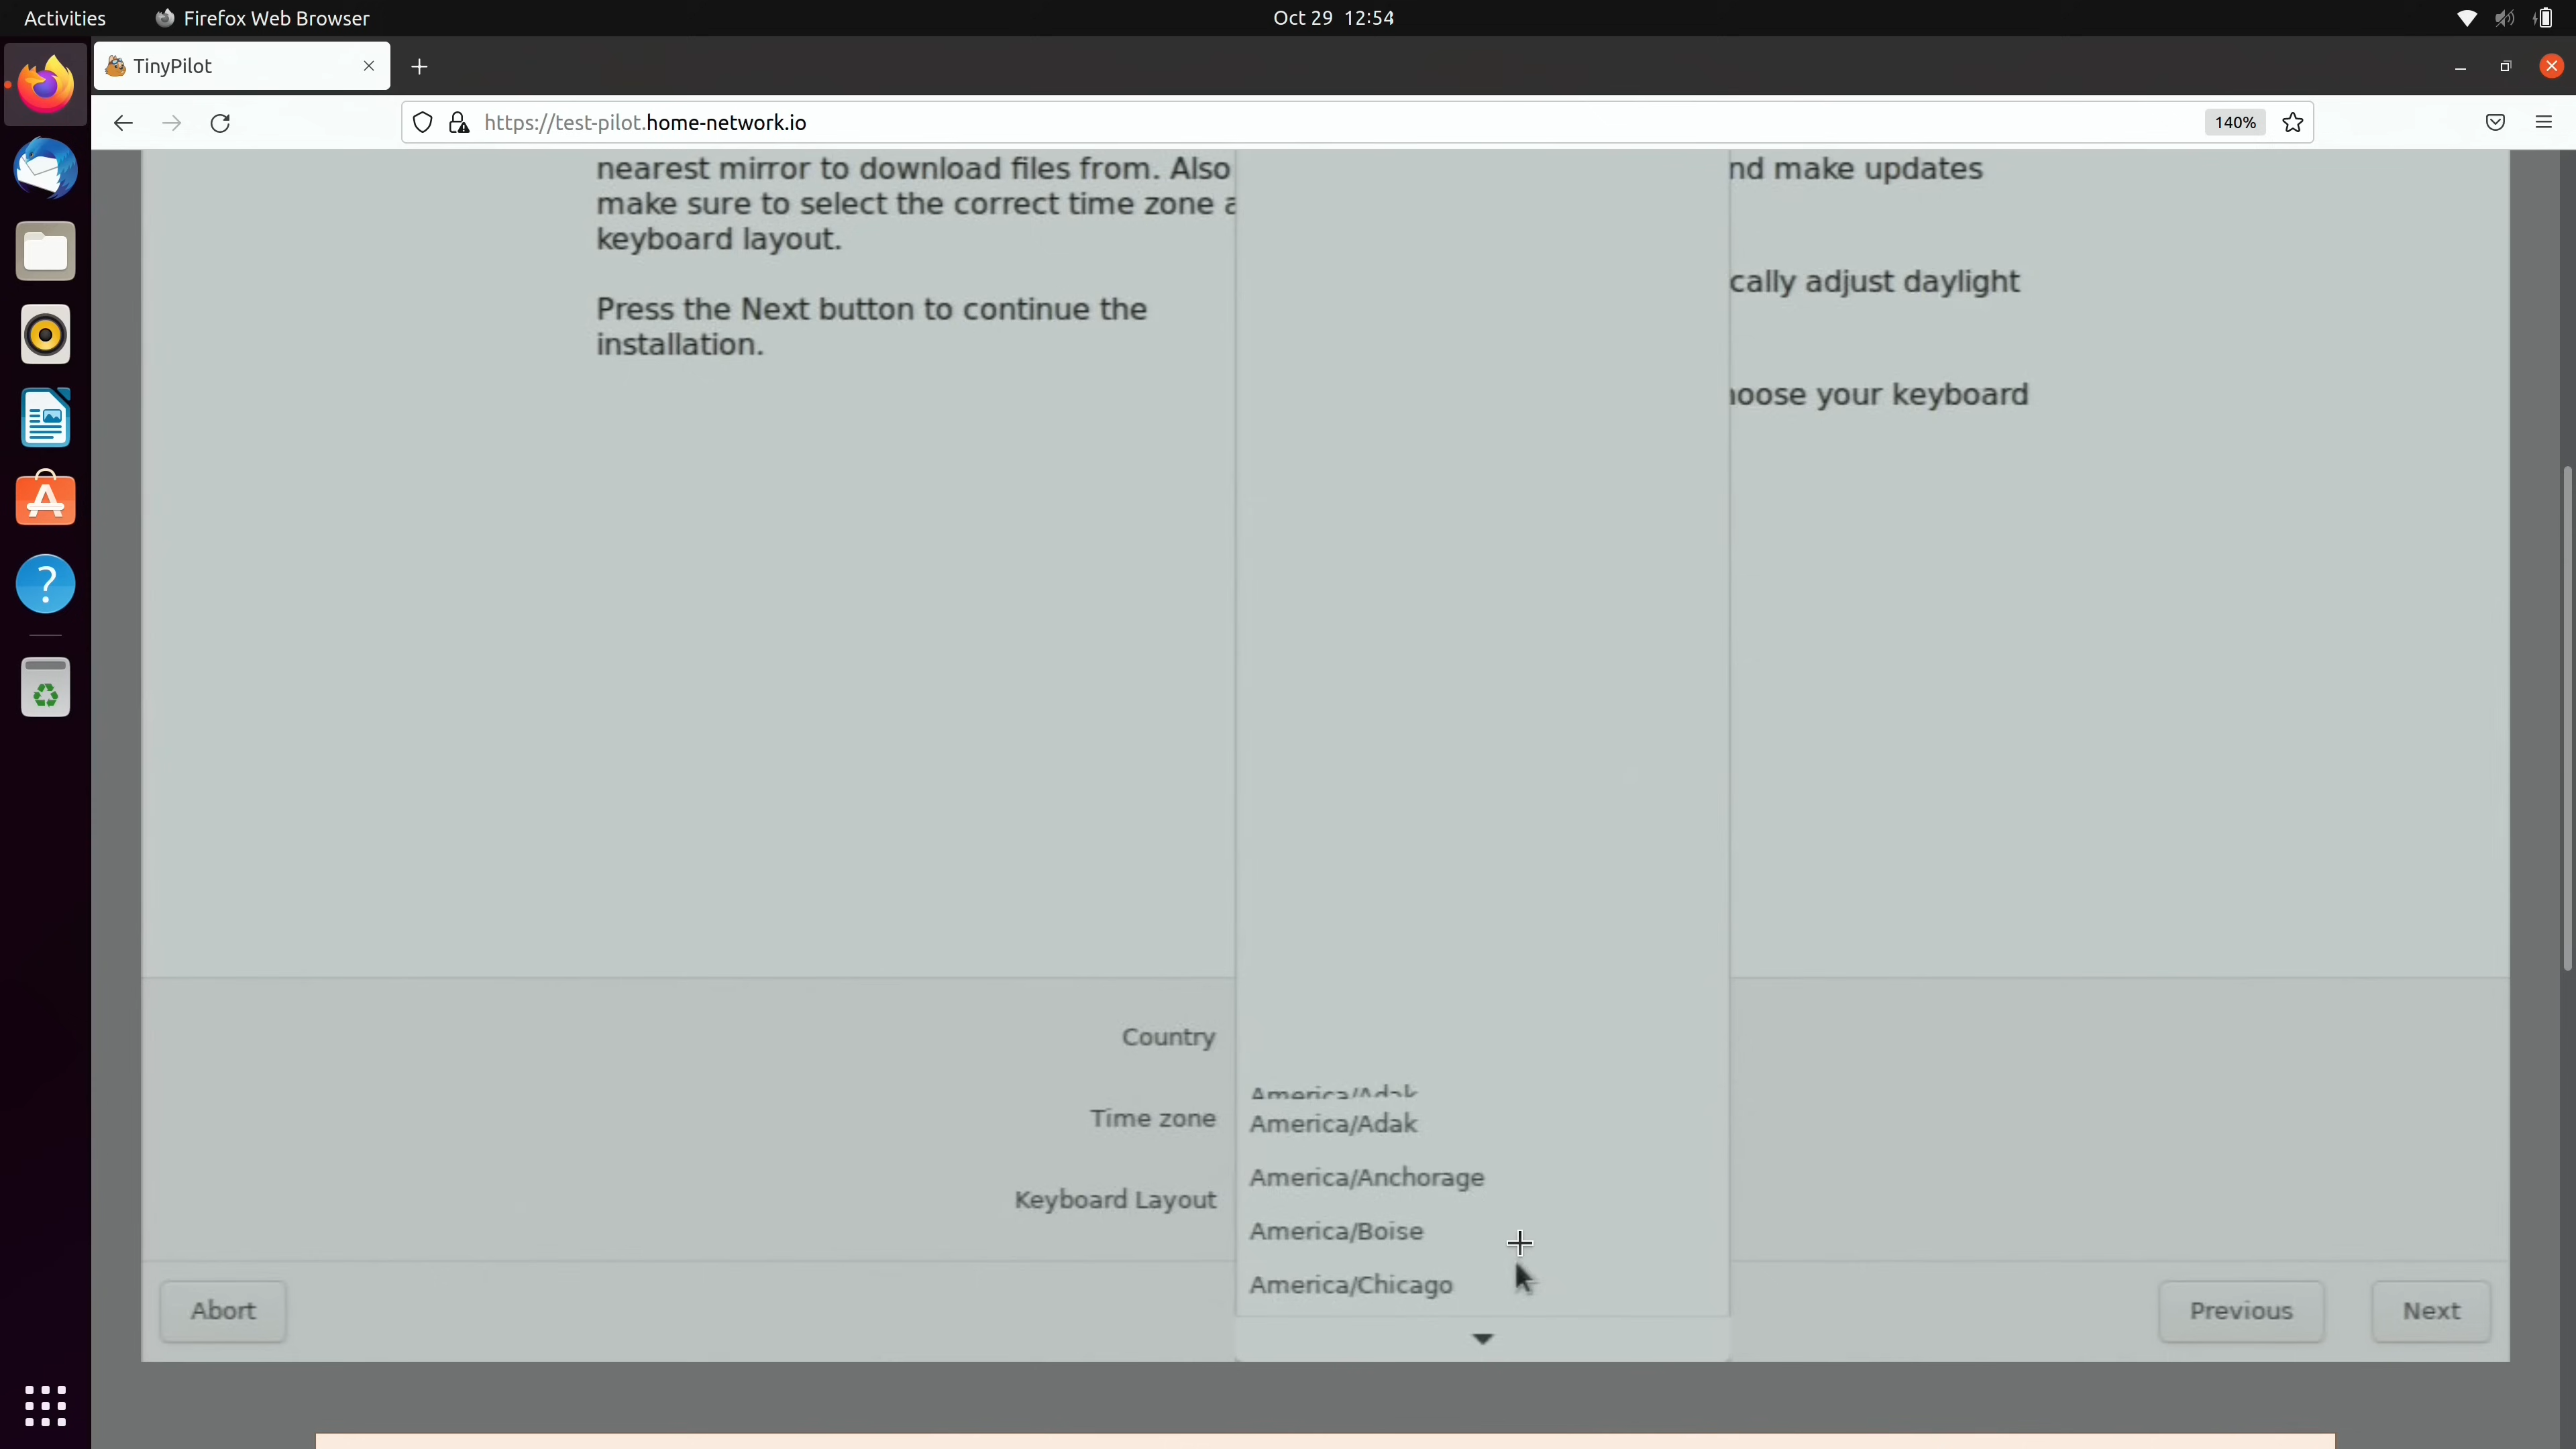 Activities
Firefox Web Browser
Oct 29 12:54
TinyPilot
https://test-pilot.home-network.io
140%
nearest mirror to download files from. Also
nd make updates
make sure to select the correct time zone a
keyboard layout.
cally adjust daylight
Press the Next button to continue the
installation.
hoose your keyboard
Country
America/Adak
Time zone
America/Adak
America/Anchorage
Keyboard Layout
America/Boise
America/Chicago
Abort
Previous
Next